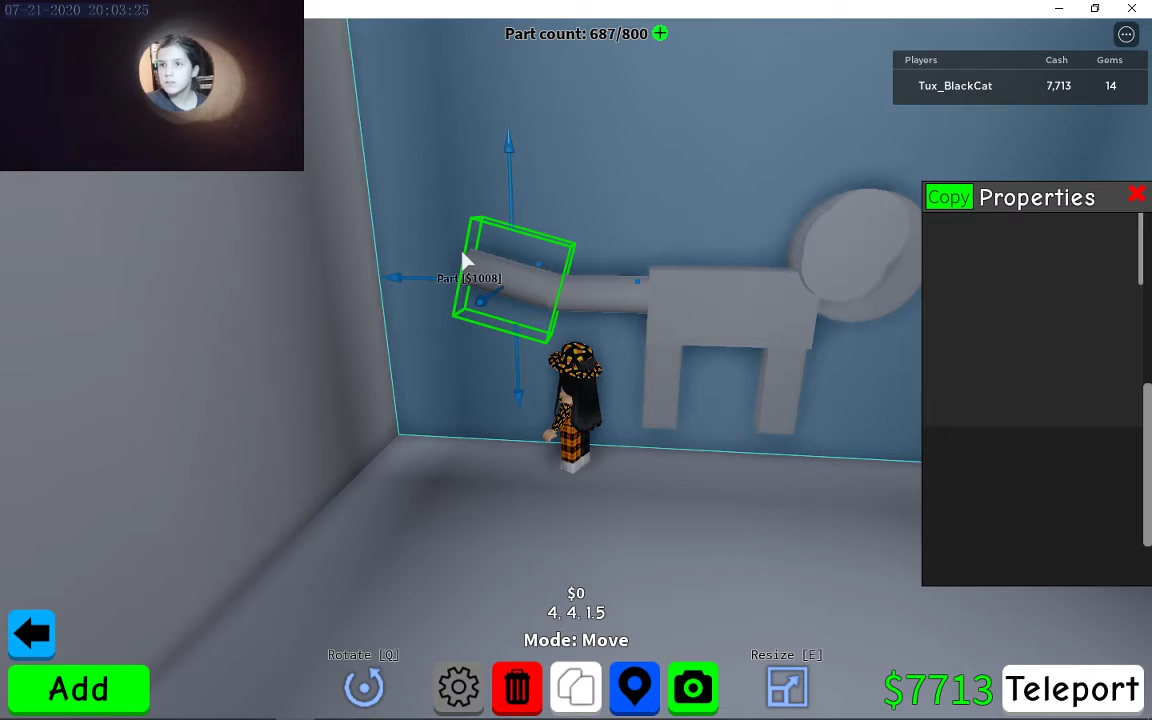 07-21-2020 20:03:25
Part count: 687/800 +
Players Cash Gems
Tux_BlackCat 7,713 14
Copy Properties
Part [$1008]
$0
4, 4, 1.5
Mode: Move
Rotate [Q]
Resize [E]
Add
$7713
Teleport